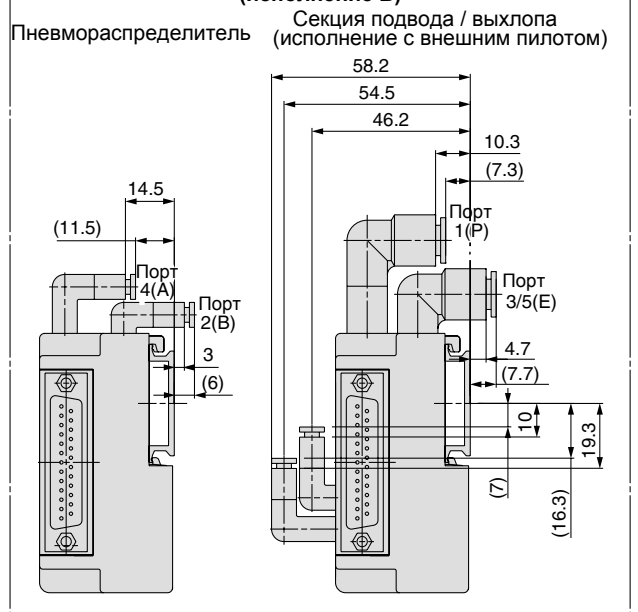 (исполнение B)
Пневмораспределитель
Секция подвода / выхлопа
(исполнение с внешним пилотом)
58.2
54.5
46.2
10.3
(7.3)
14.5
(11.5)
Порт
1(P)
Порт
4(A)
Порт
3/5(E)
Порт
2(B)
3
(6)
4.7
(7.7)
10
19.3
(7)
(16.3)